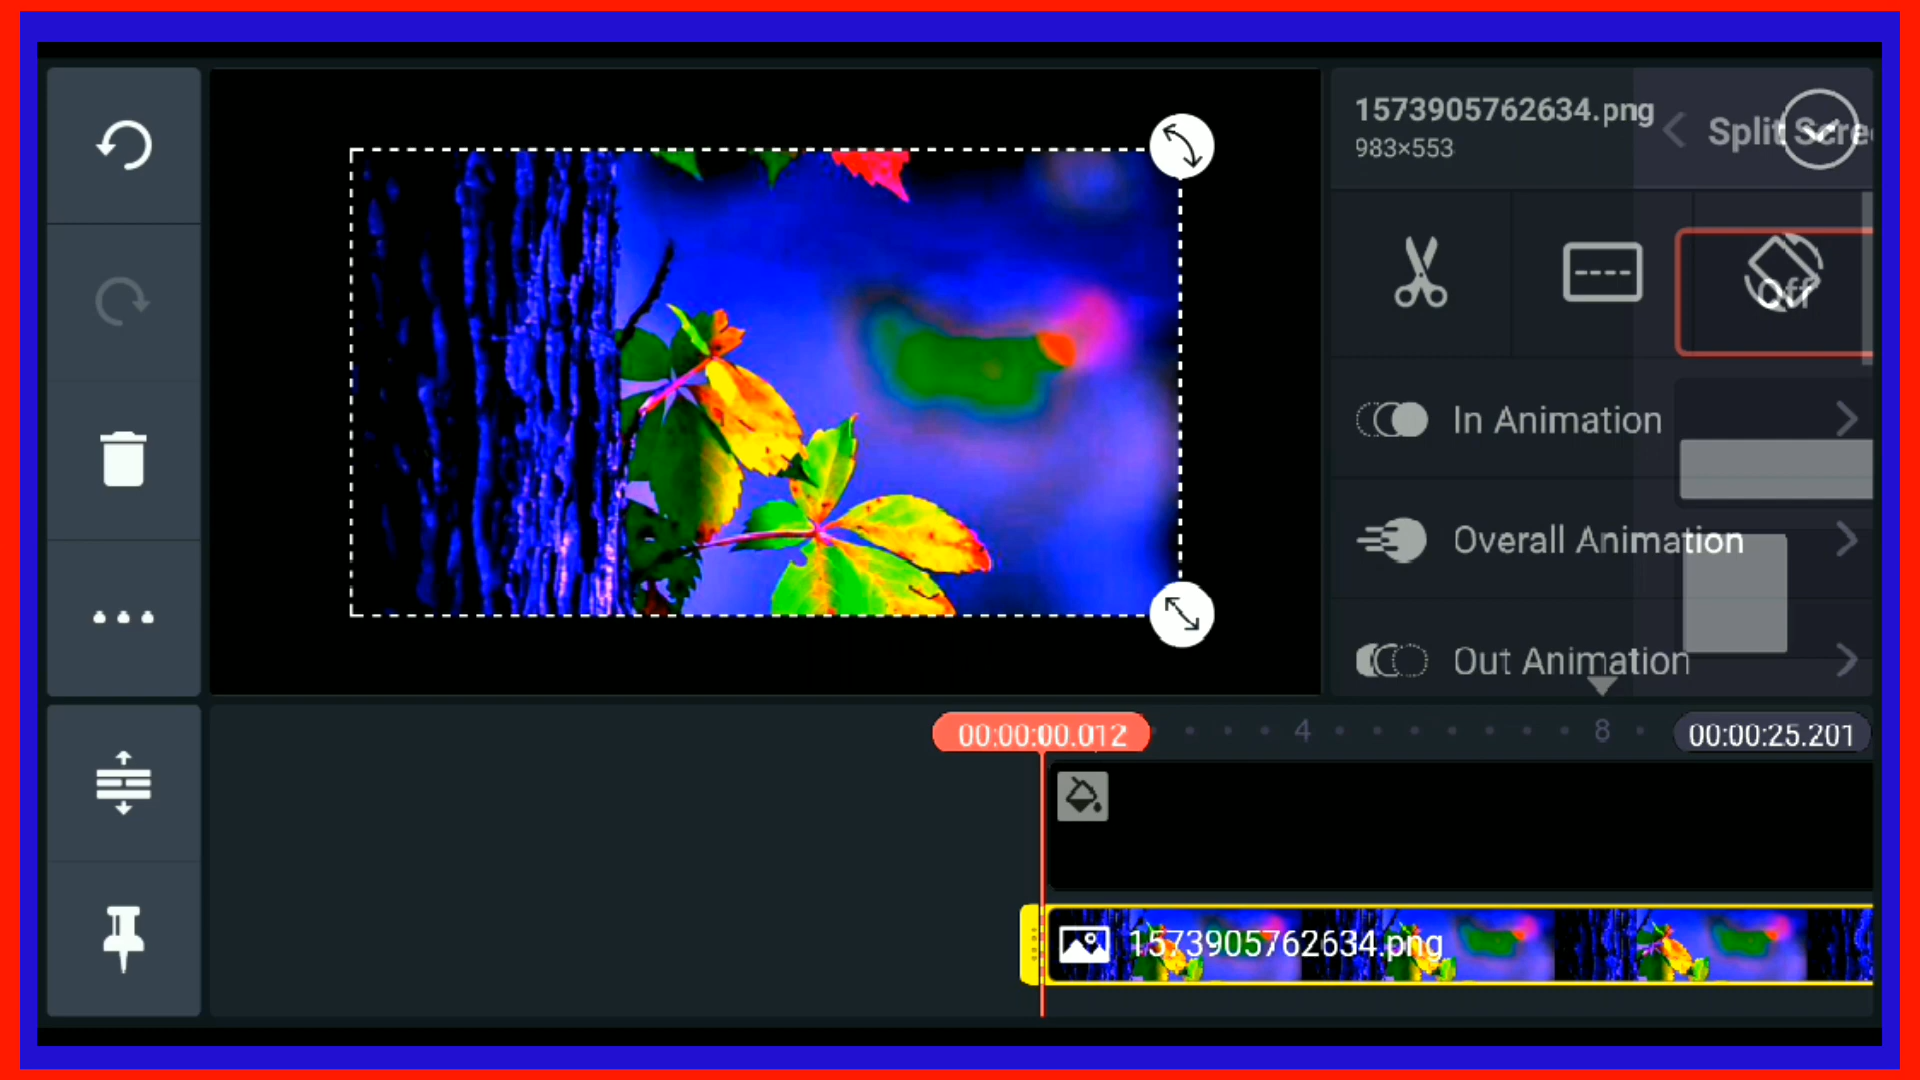 1573905762634.png
983×553
Split Scre
Off
In Animation
Overall Animation
Out Animation
00:00:00.012
4
8
00:00:25.201
1573905762634.png